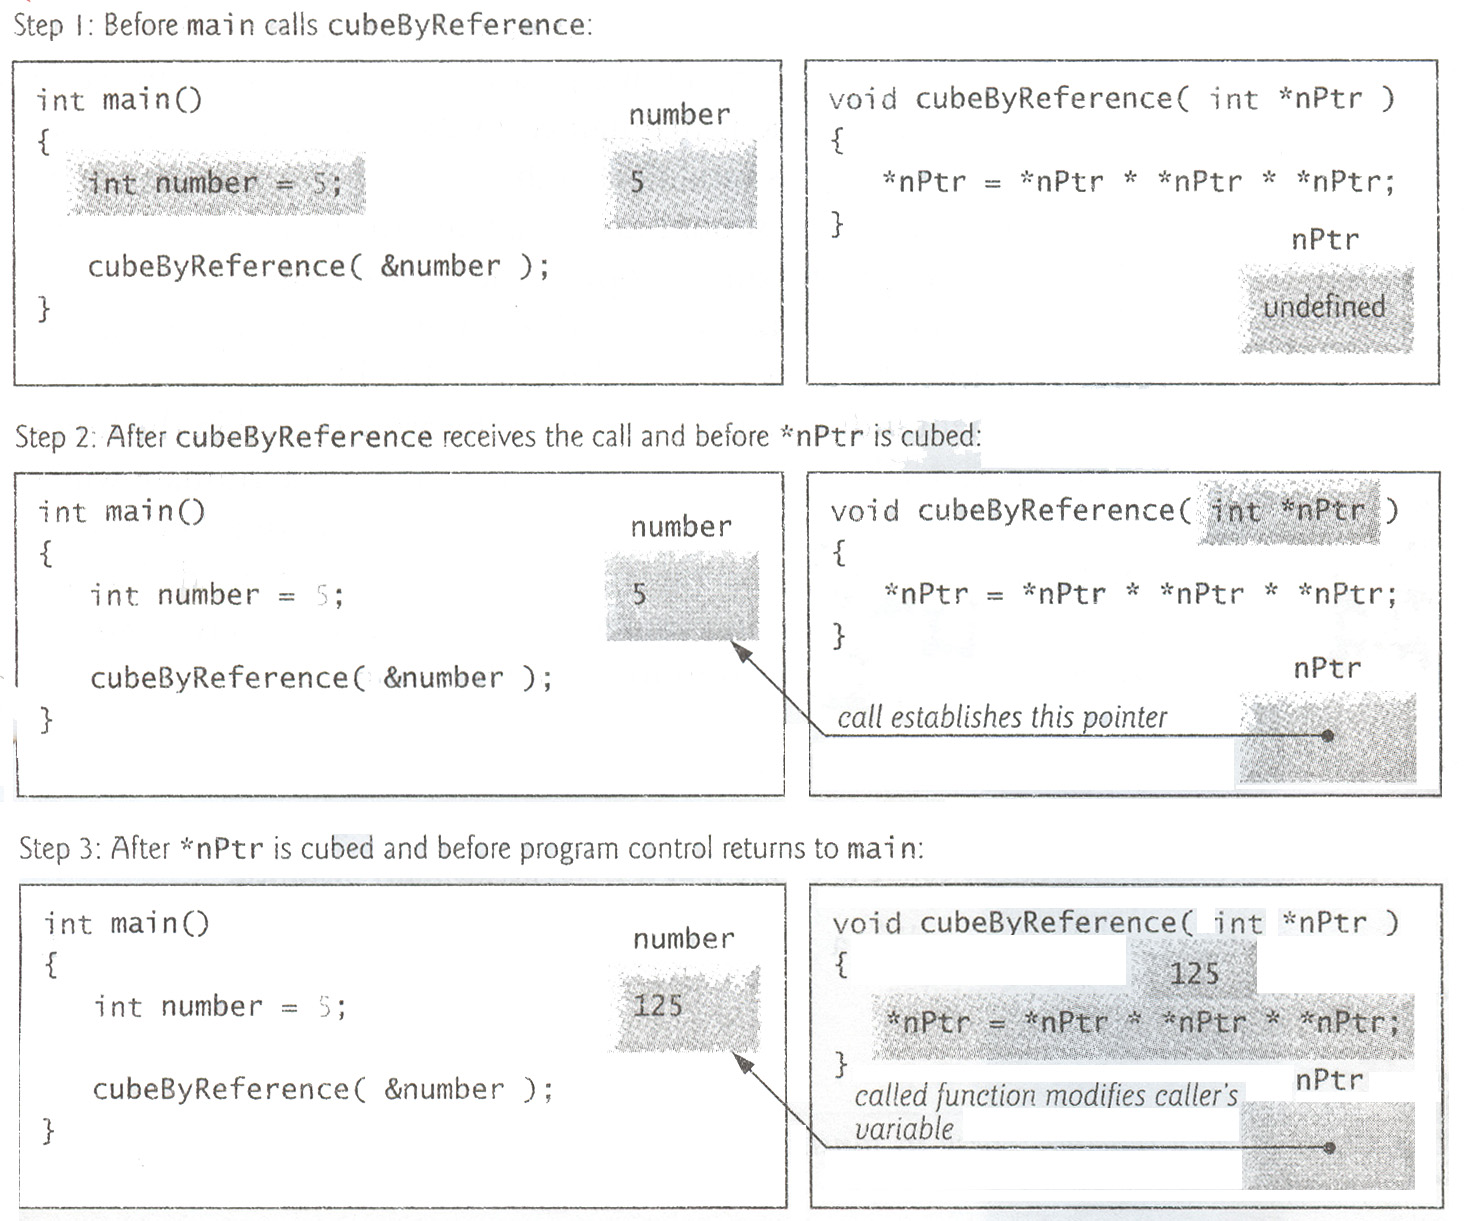 Step 1: Before main calls cubeByReference:
int main()
{
int number = 5;
cubeByReference( &number );
}
number
5
void cubeByReference( int *nPtr )
{
*nPtr = *nPtr * *nPtr * *nPtr;
}
nPtr
undefined
Step 2: After cubeByReference receives the call and before *nPtr is cubed:
int main()
{
int number = 5;
cubeByReference( &number );
}
number
5
void cubeByReference( int *nPtr )
{
*nPtr = *nPtr * *nPtr * *nPtr;
}
nPtr
call establishes this pointer
Step 3: After *nPtr is cubed and before program control returns to main:
int main()
{
int number = 5;
cubeByReference( &number );
}
number
125
void cubeByReference( int *nPtr )
{
125
*nPtr = *nPtr * *nPtr * *nPtr;
}
nPtr
called function modifies caller's
variable